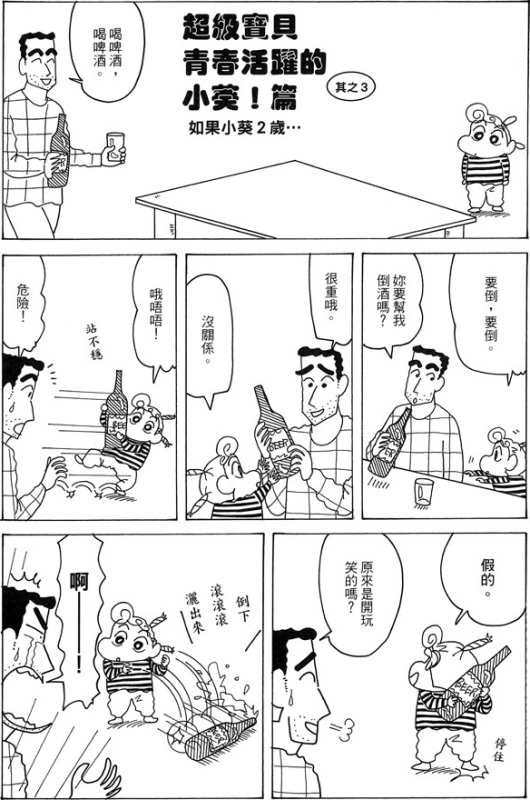 超級寶貝
青春活躍的
小葵！篇
其之3
如果小葵2歲…
喝啤酒，
喝啤酒。
要倒，要倒。
妳要幫我
倒酒嗎？
很重哦。
沒關係。
BEER
哦唔唔！
站不穩
BEER
危險！
假的。
停住
原來是開玩
笑的嗎？
倒下
滾滾滾
灑出來
啊——！